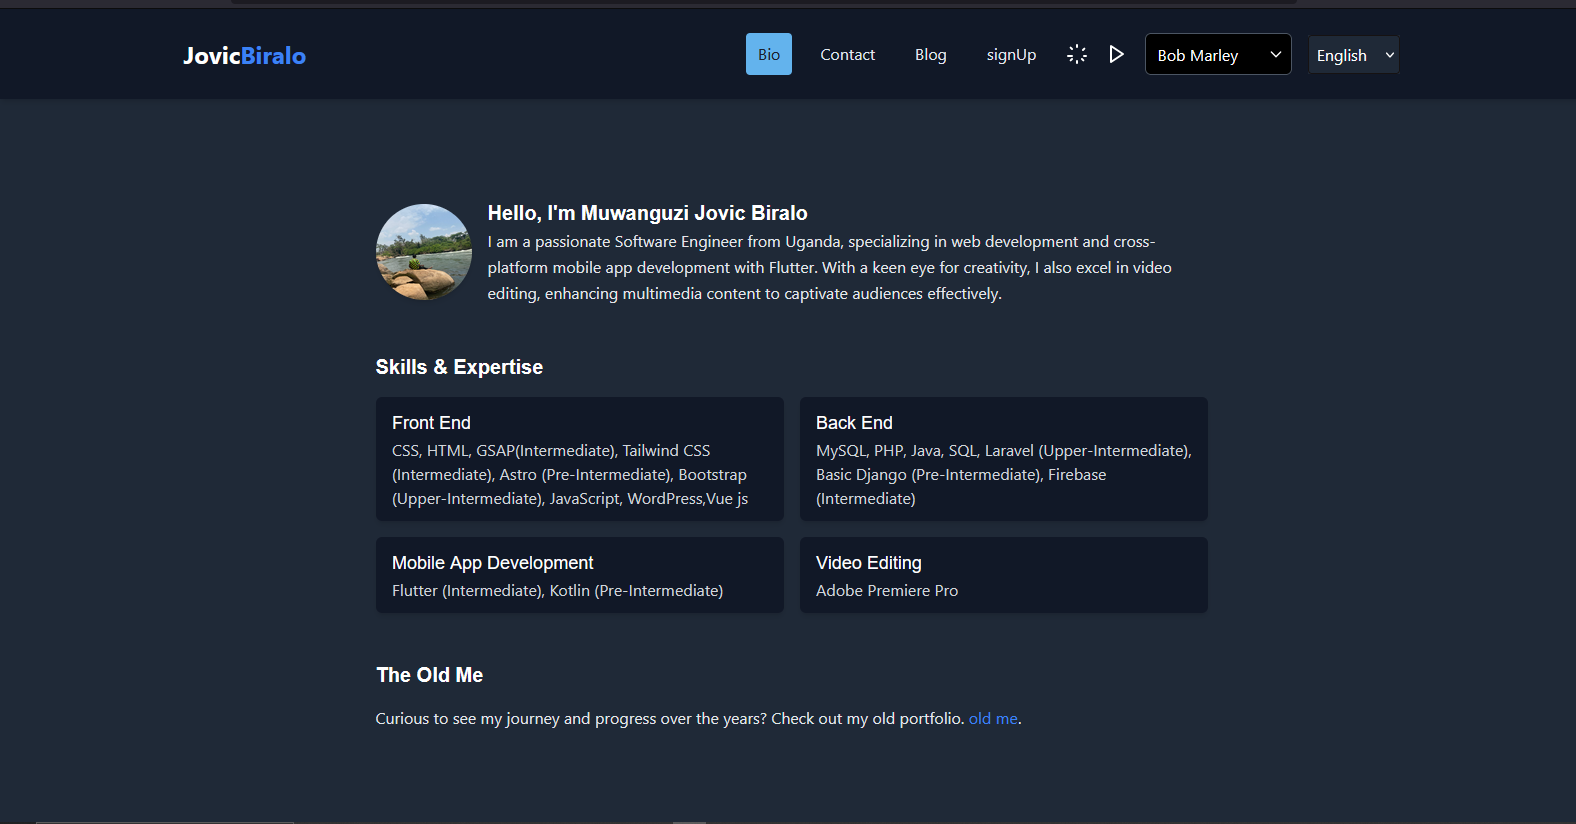 JovicBiralo
Bio
Contact
Blog
signUp
Bob Marley
English
Hello, I'm Muwanguzi Jovic Biralo
I am a passionate Software Engineer from Uganda, specializing in web development and cross-
platform mobile app development with Flutter. With a keen eye for creativity, I also excel in video
editing, enhancing multimedia content to captivate audiences effectively.
Skills & Expertise
Front End
CSS, HTML, GSAP(Intermediate), Tailwind CSS
(Intermediate), Astro (Pre-Intermediate), Bootstrap
(Upper-Intermediate), JavaScript, WordPress,Vue js
Back End
MySQL, PHP, Java, SQL, Laravel (Upper-Intermediate),
Basic Django (Pre-Intermediate), Firebase
(Intermediate)
Mobile App Development
Flutter (Intermediate), Kotlin (Pre-Intermediate)
Video Editing
Adobe Premiere Pro
The Old Me
Curious to see my journey and progress over the years? Check out my old portfolio. old me.